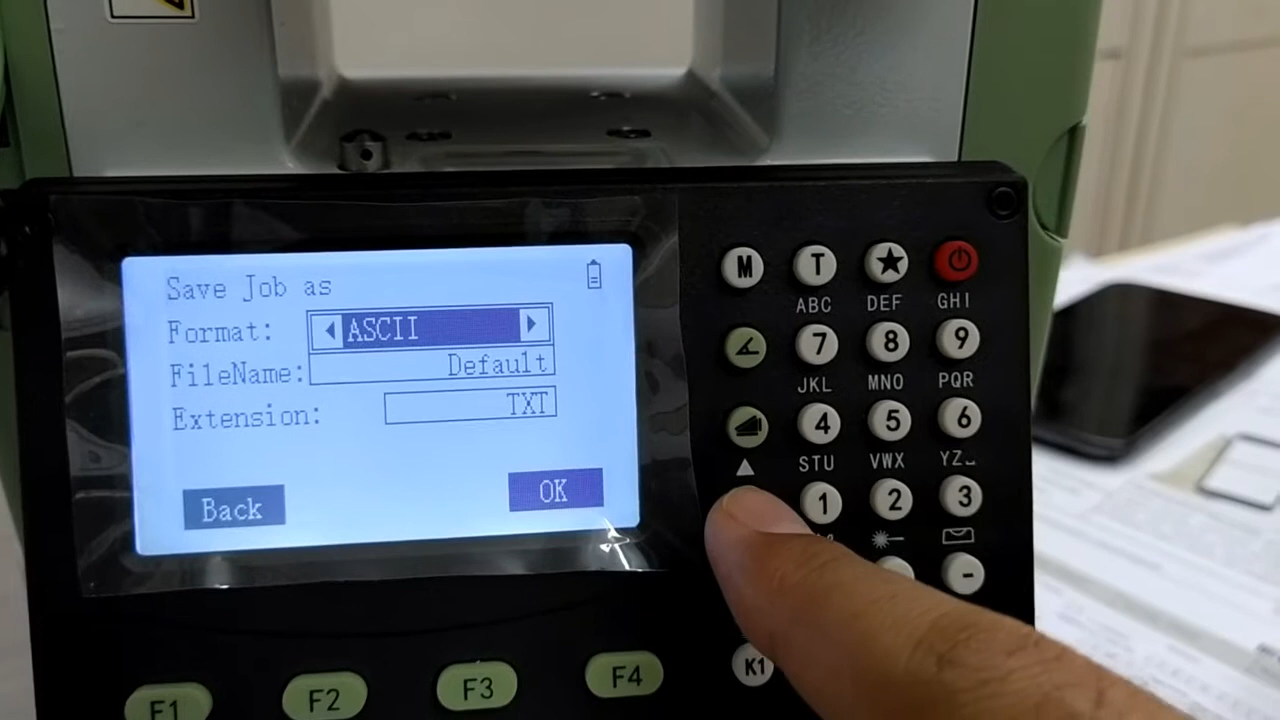 Save Job as
Format: ASCII
FileName: Default
Extension: TXT
Back OK
M T
ABC DEF GHI
7 8 9
JKL MNO PQR
4 5 6
STU VWX YZ
1 2 3
-
K1
F1 F2 F3 F4